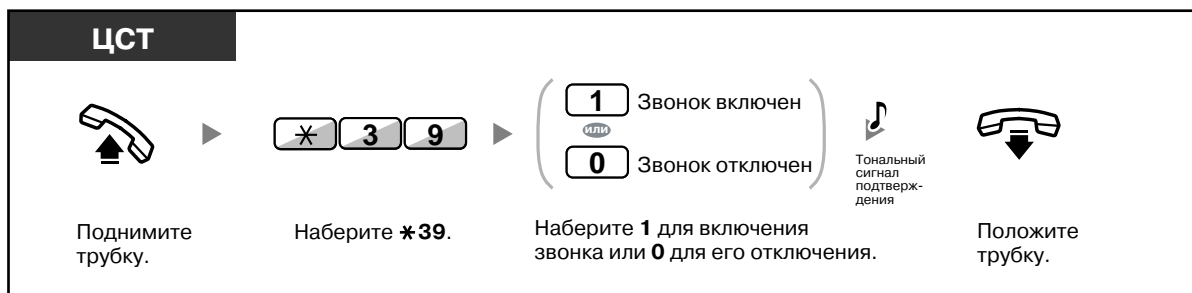 ЦСТ
1 Звонок включен
или
✳ 3 9
0 Звонок отключен
Тональный
сигнал
подтверж-
дения
Поднимите
трубку.
Наберите ✳39.
Наберите 1 для включения
звонка или 0 для его отключения.
Положите
трубку.